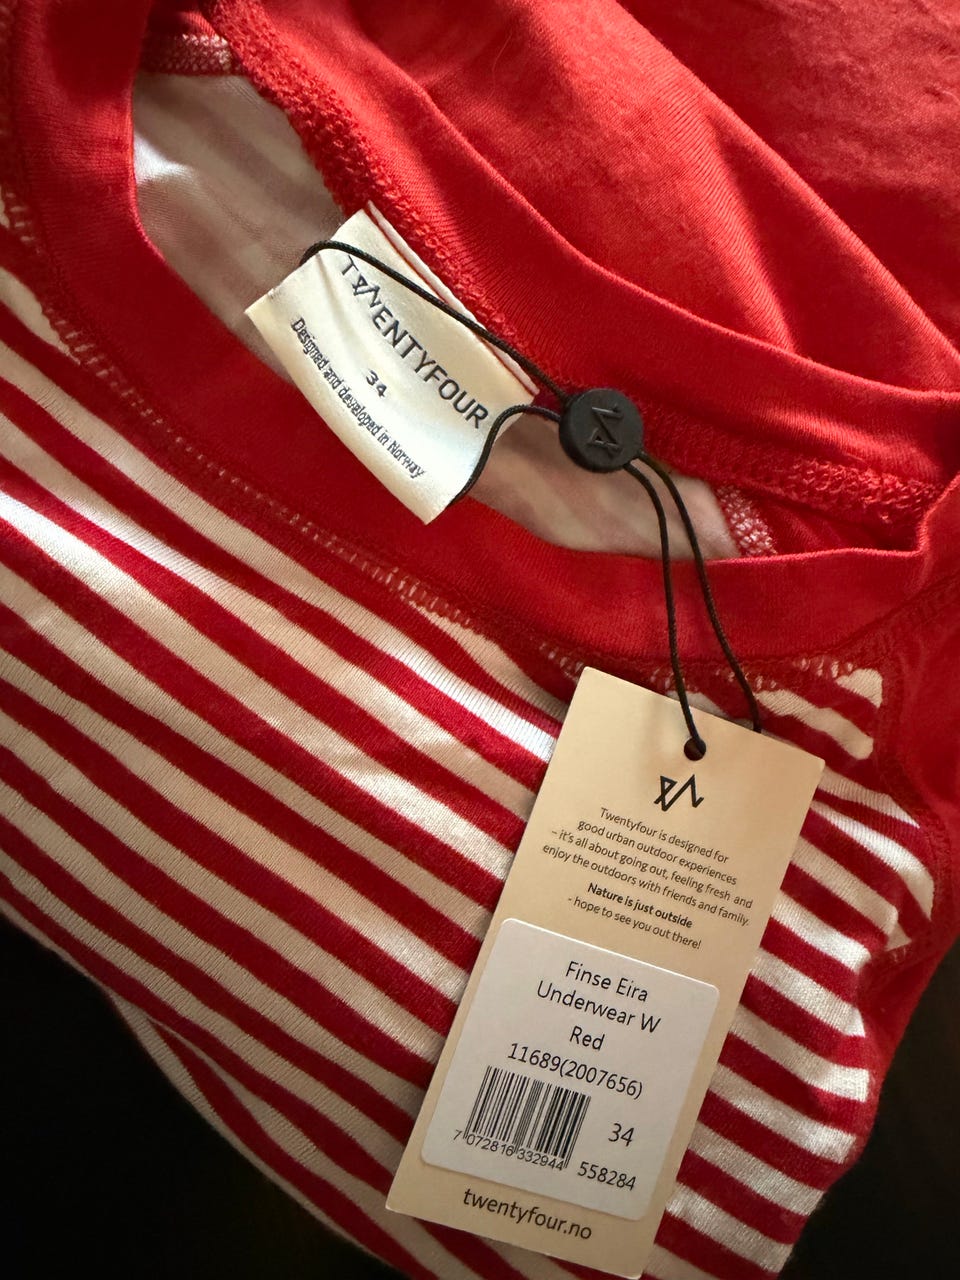 TWENTYFOUR
34
Designed and developed in Norway
Twentyfour is designed for
good urban outdoor experiences
- it's all about going out, feeling fresh and
enjoy the outdoors with friends and family.
Nature is just outside
- hope to see you out there!
Finse Eira
Underwear W
Red
11689(2007656)
34
7 072816 332944
558284
twentyfour.no